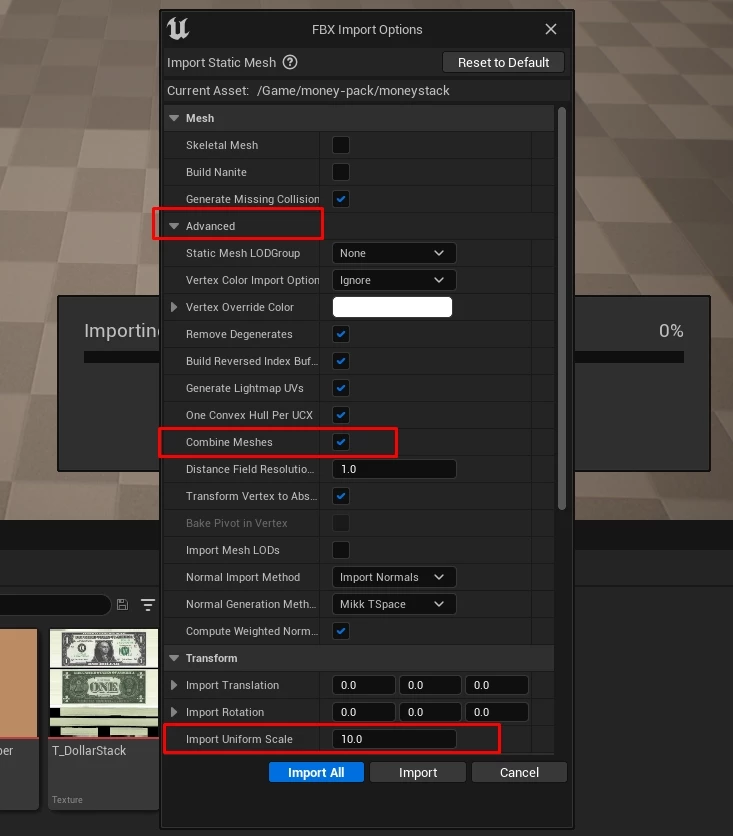 FBX Import Options
Import Static Mesh ?
Reset to Default
Current Asset: /Game/money-pack/moneystack
Mesh
Skeletal Mesh
Build Nanite
Generate Missing Collision
Advanced
Static Mesh LODGroup None
Vertex Color Import Option Ignore
Vertex Override Color
Remove Degenerates
Importin 0%
Build Reversed Index Buf...
Generate Lightmap UVs
One Convex Hull Per UCX
Combine Meshes
Distance Field Resolutio... 1.0
Transform Vertex to Abs...
Bake Pivot in Vertex
Import Mesh LODs
Normal Import Method Import Normals
Normal Generation Meth... Mikk TSpace
Compute Weighted Norm...
Transform
Import Translation 0.0 0.0 0.0
Import Rotation 0.0 0.0 0.0
Import Uniform Scale 10.0
ONE
per
T_DollarStack
Texture
Import All
Import
Cancel